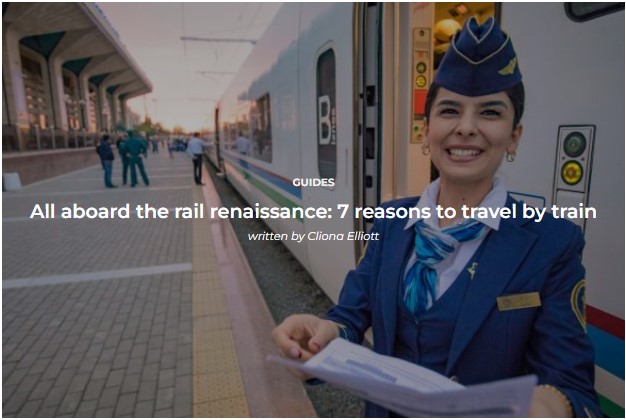 B
GUIDES
All aboard the rail renaissance: 7 reasons to travel by train
written by Cliona Elliott